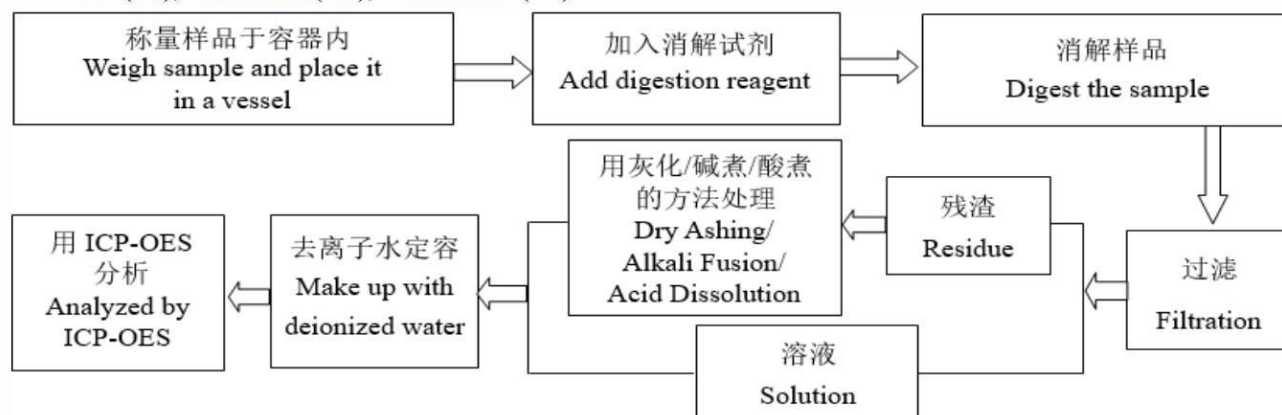 称量样品于容器内
Weigh sample and place it
in a vessel
加入消解试剂
Add digestion reagent
消解样品
Digest the sample
过滤
Filtration
残渣
Residue
用灰化/碱煮/酸煮
的方法处理
Dry Ashing/
Alkali Fusion/
Acid Dissolution
溶液
Solution
去离子水定容
Make up with
deionized water
用 ICP-OES
分析
Analyzed by
ICP-OES